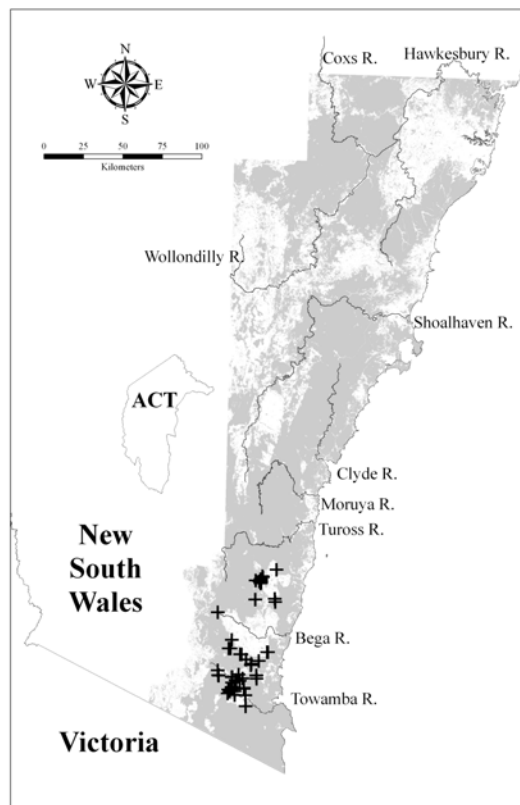 Coxs R.
Hawkesbury R.
N
W E
S
0 25 50 75 100
Kilometers
Wollondilly R.
Shoalhaven R.
ACT
Clyde R.
Moruya R.
Tuross R.
New
South
Wales
Bega R.
Towamba R.
Victoria